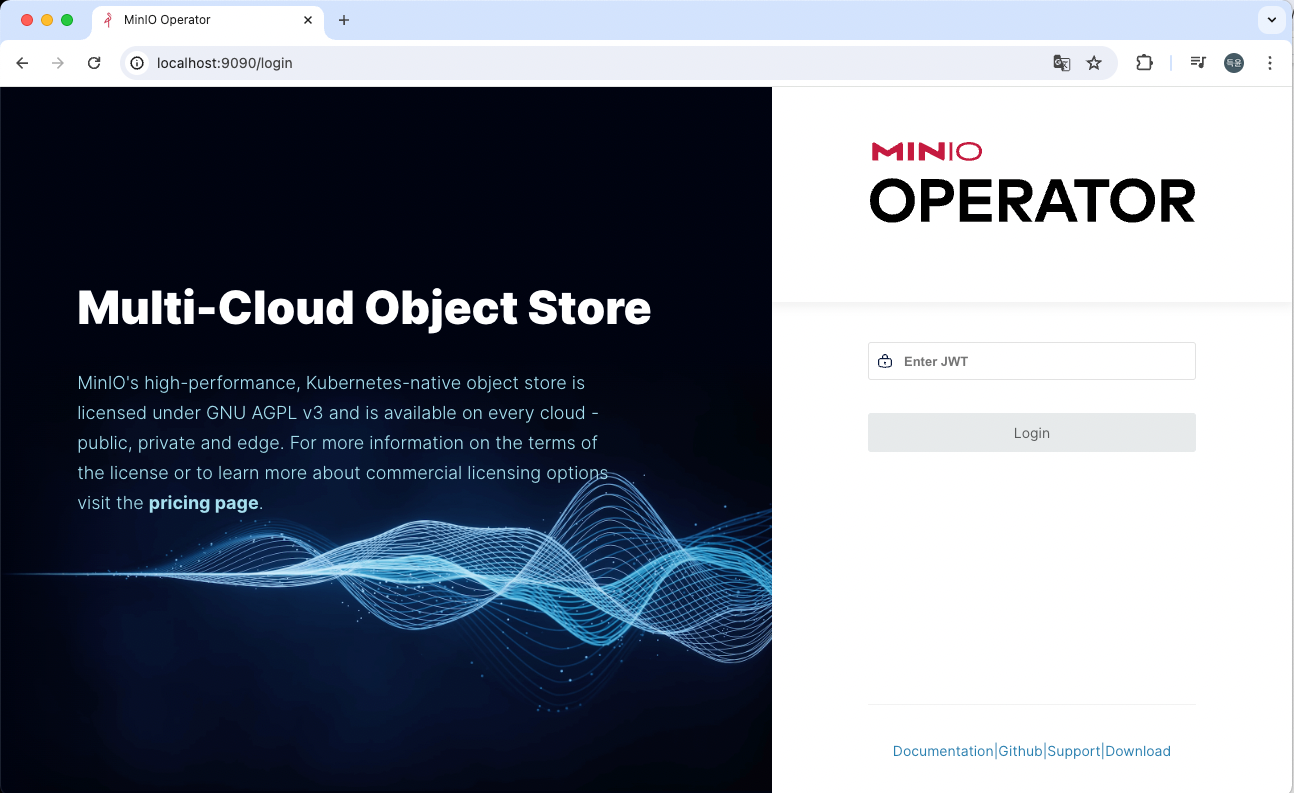 MinIO Operator
localhost:9090/login
득윤
MINIO
OPERATOR
Multi-Cloud Object Store
MinIO's high-performance, Kubernetes-native object store is
licensed under GNU AGPL v3 and is available on every cloud -
public, private and edge. For more information on the terms of
the license or to learn more about commercial licensing options
visit the pricing page.
Enter JWT
Login
Documentation|Github|Support|Download